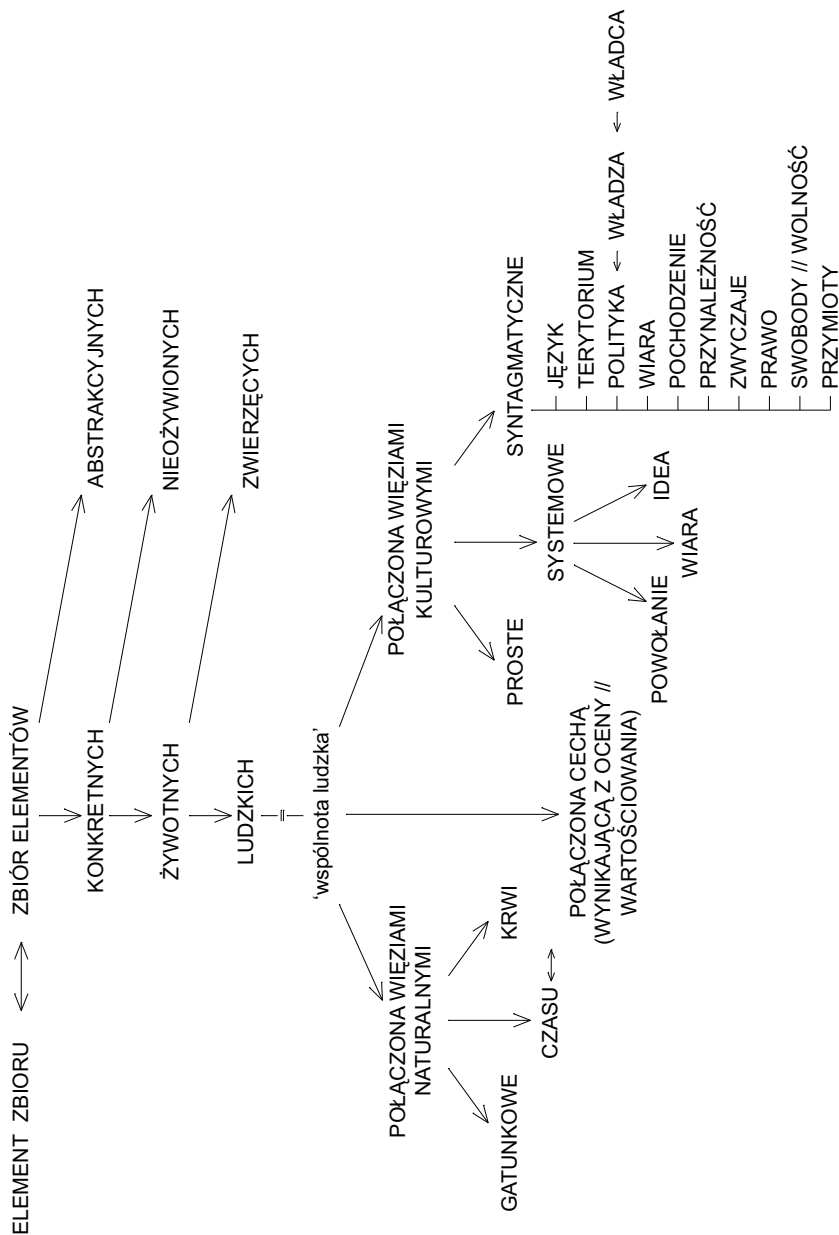 ELEMENT ZBIORU ↔ ZBIÓR ELEMENTÓW
KONKRETNYCH
ABSTRAKCYJNYCH
ŻYWOTNYCH
NIEOŻYWIONYCH
LUDZKICH
ZWIERZĘCYCH
=
'wspólnota ludzka'
POŁĄCZONA WIĘZIAMI
NATURALNYMI
POŁĄCZONA WIĘZIAMI
KULTUROWYMI
GATUNKOWE
CZASU ↔
KRWI
POŁĄCZONA CECHĄ
(WYNIKAJĄCĄ Z OCENY //
WARTOŚCIOWANIA)
PROSTE
SYSTEMOWE
POWOŁANIE
WIARA
IDEA
SYNTAGMATYCZNE
JĘZYK
TERYTORIUM
POLITYKA ← WŁADZA ← WŁADCA
WIARA
POCHODZENIE
PRZYNALEŻNOŚĆ
ZWYCZAJE
PRAWO
SWOBODY // WOLNOŚĆ
PRZYMIOTY